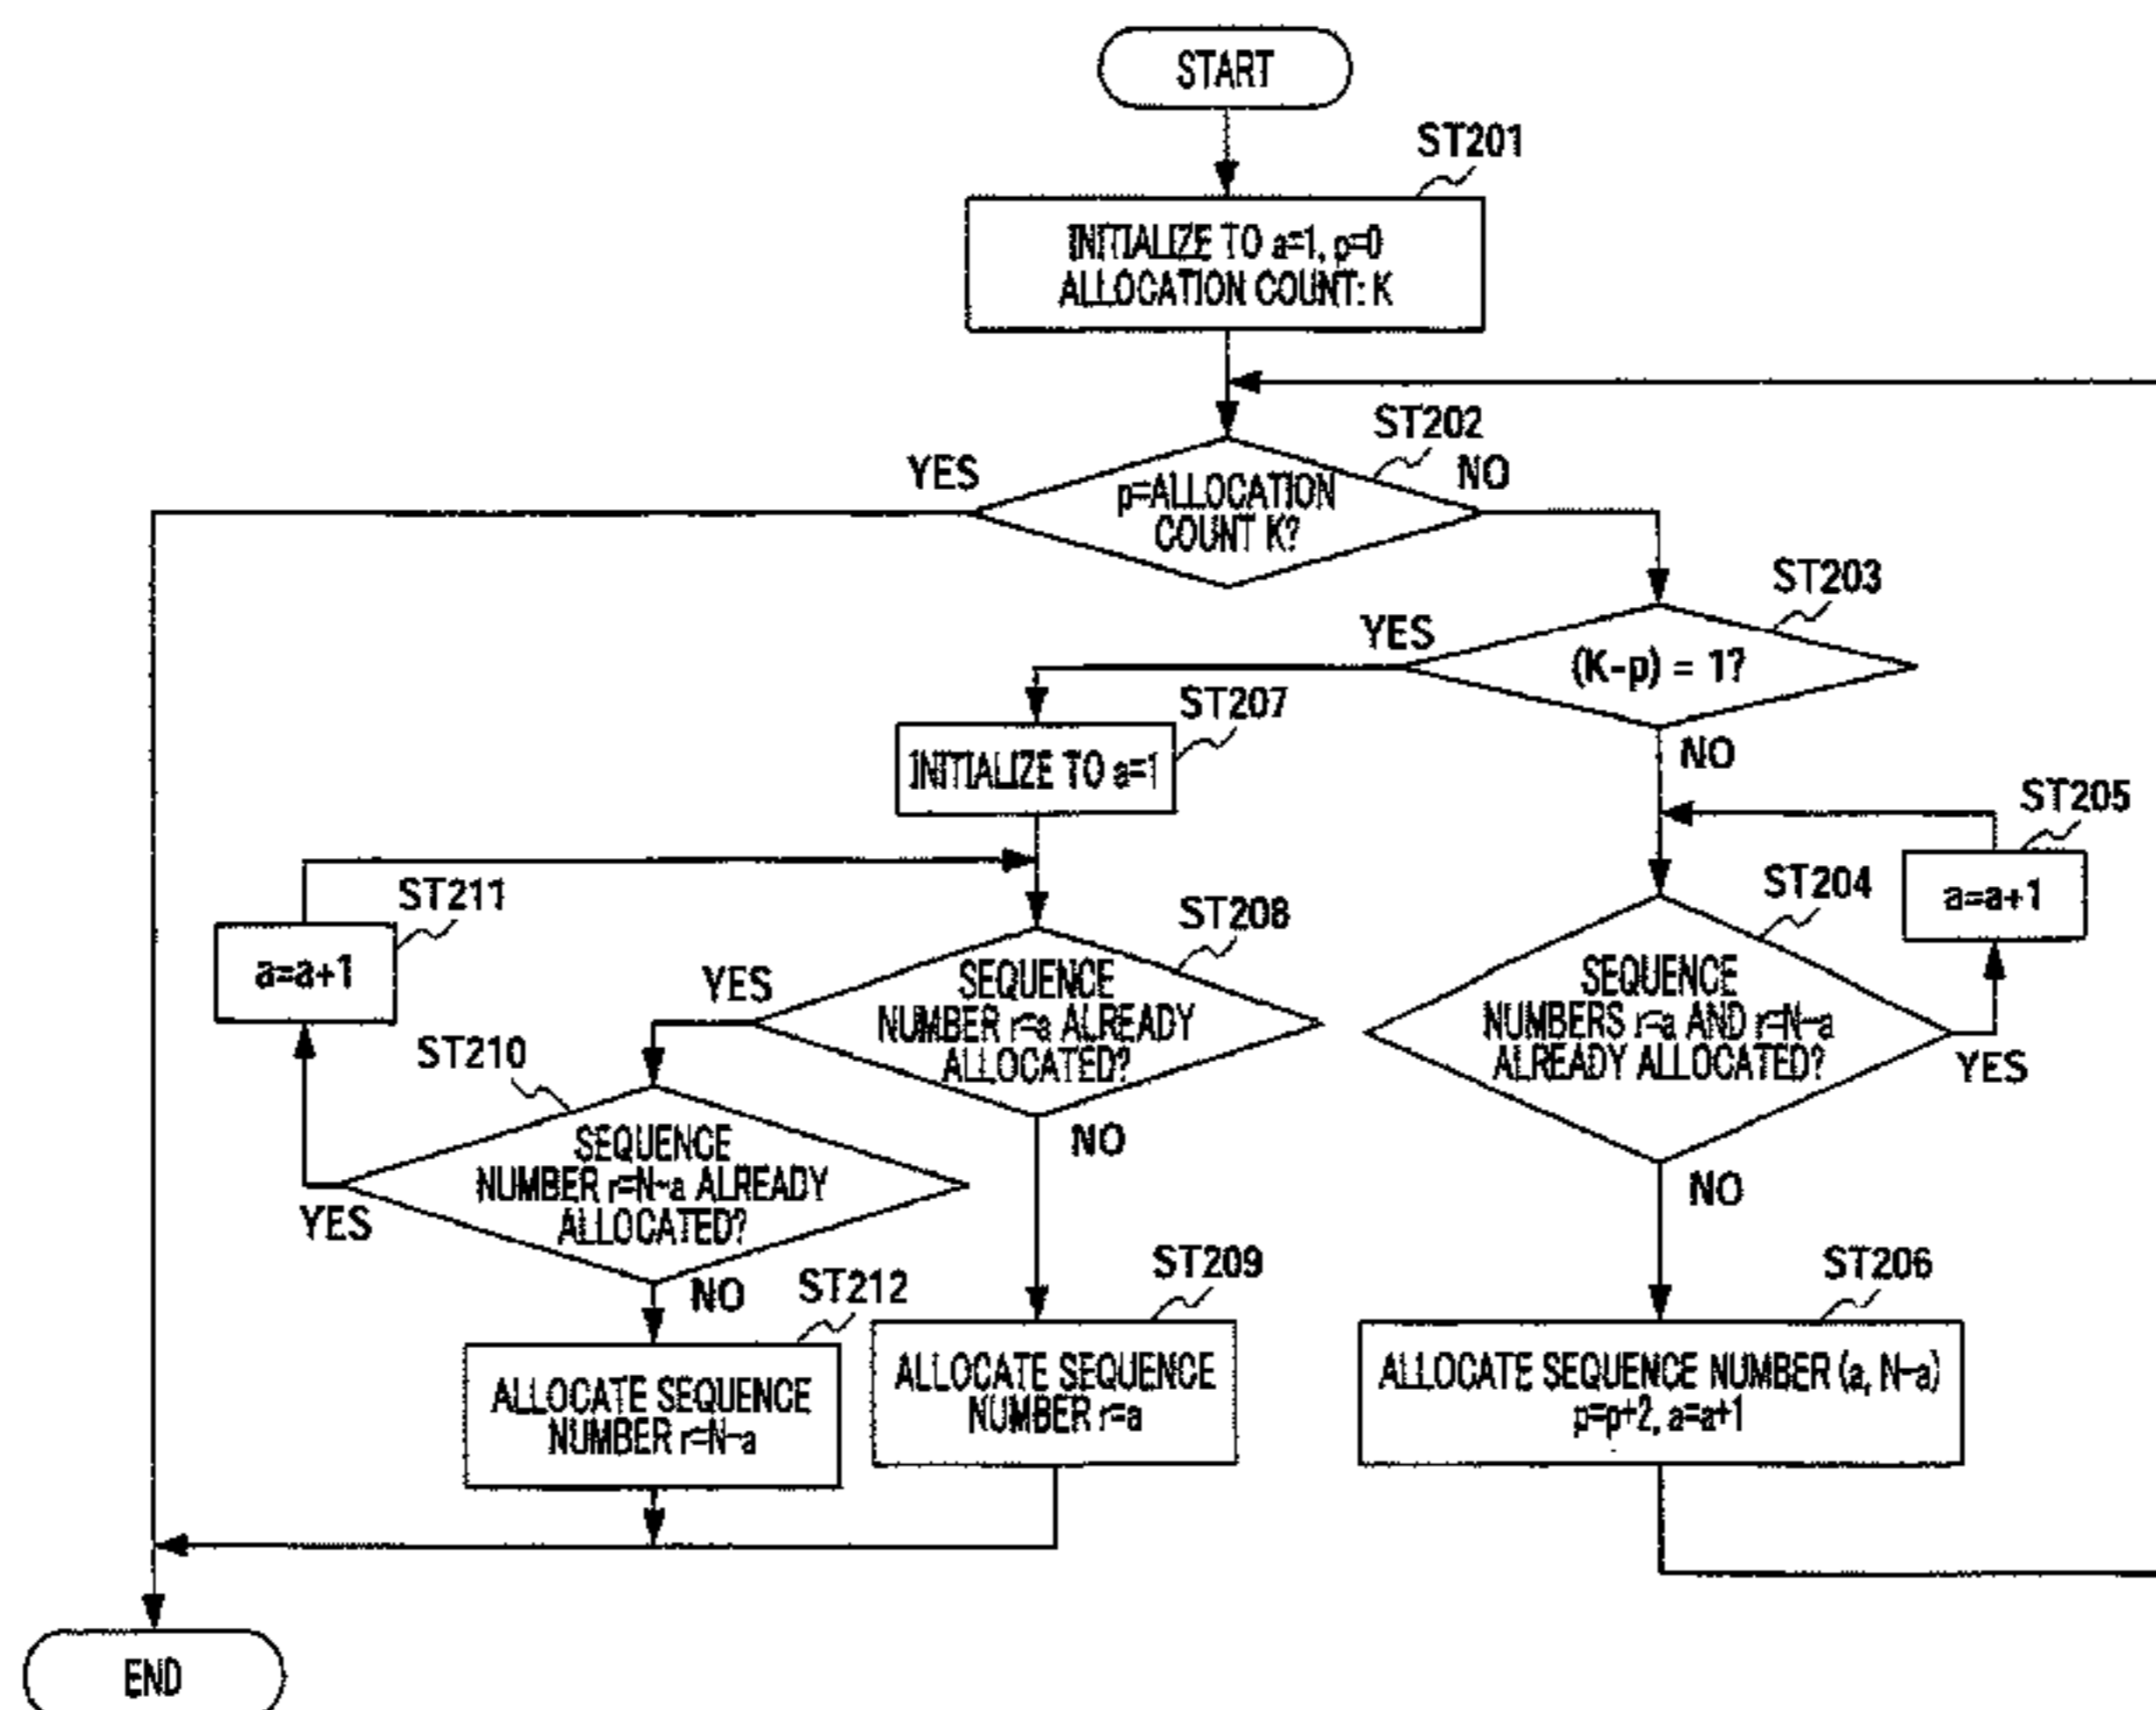 START
ST201
INITIALIZE TO a=1, p=0
ALLOCATION COUNT: K
ST202
YES
NO
p=ALLOCATION
COUNT K?
ST203
YES
(K-p) = 1?
NO
ST207
INITIALIZE TO a=1
ST205
a=a+1
ST204
SEQUENCE
NUMBERS r=a AND r=N-a
ALREADY ALLOCATED?
YES
NO
ST211
a=a+1
ST208
YES
SEQUENCE
NUMBER r=a ALREADY
ALLOCATED?
NO
ST210
SEQUENCE
NUMBER r=N-a ALREADY
ALLOCATED?
YES
NO
ST212
ALLOCATE SEQUENCE
NUMBER r=N-a
ST209
ALLOCATE SEQUENCE
NUMBER r=a
ST206
ALLOCATE SEQUENCE NUMBER (a, N-a)
p=p+2, a=a+1
END